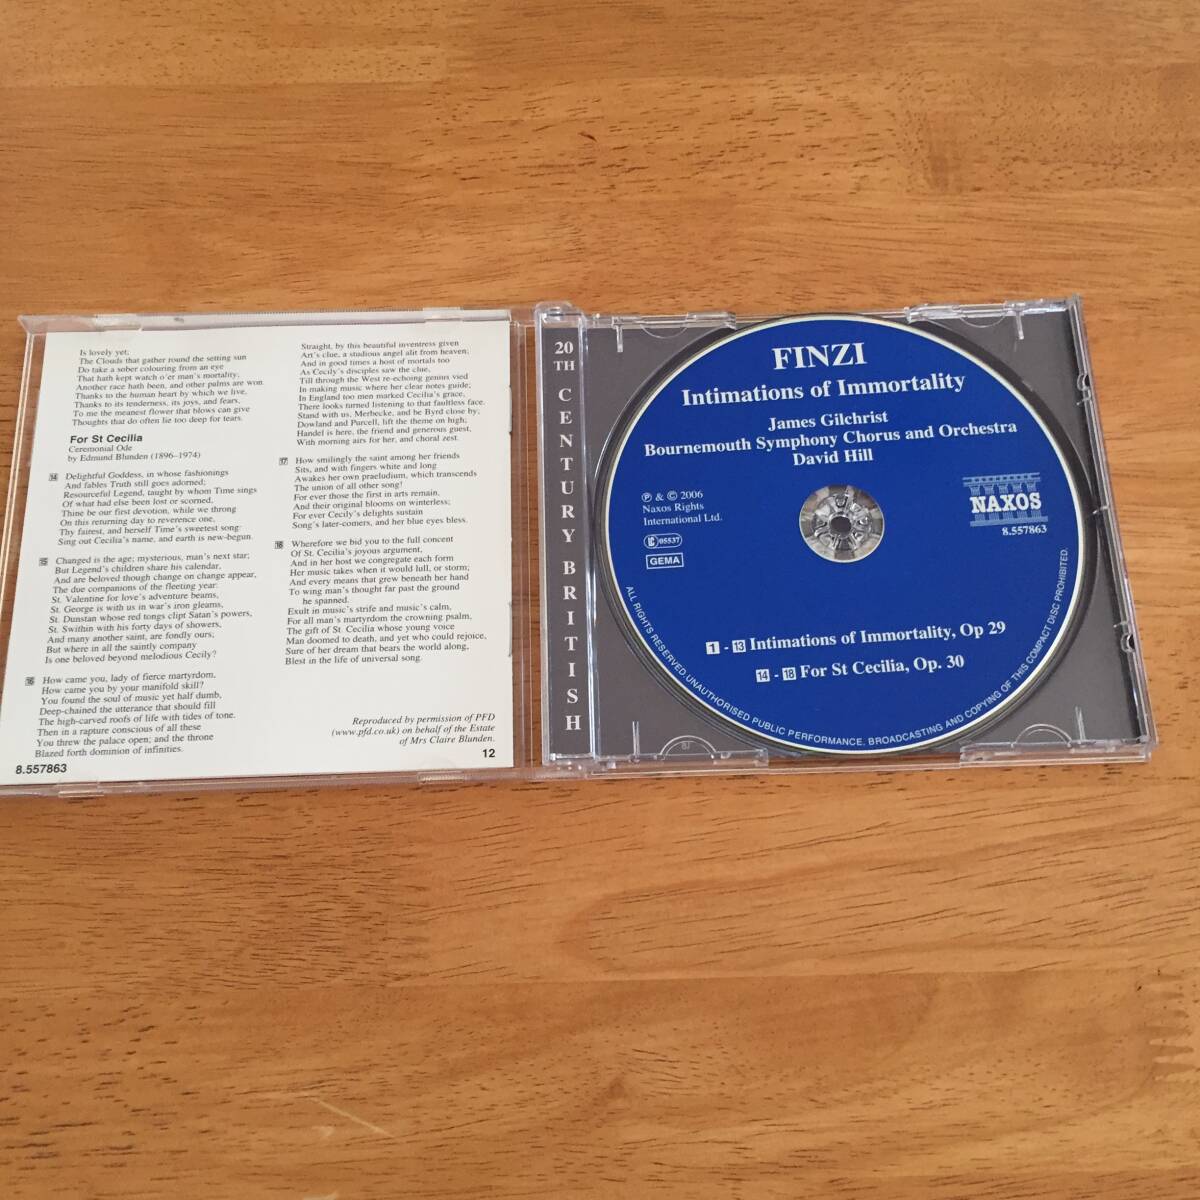 Is lovely yet;
The Clouds that gather round the setting sun
Do take a sober colouring from an eye
That hath kept watch o'er man's mortality;
Another race hath been, and other palms are won.
Thanks to the human heart by which we live,
Thanks to its tenderness, its joys, and fears,
To me the meanest flower that blows can give
Thoughts that do often lie too deep for tears.
For St Cecilia
Ceremonial Ode
by Edmund Blunden (1896–1974)
14 Delightful Goddess, in whose fashionings
And fables Truth still goes adorned;
Resourceful Legend, taught by whom Time sings
Of what had else been lost or scorned,
Thine be our first devotion, while we throng
On this returning day to reverence one,
Thy fairest, and herself Time's sweetest song:
Sing out Cecilia's name, and earth is new-begun.
15 Changed is the age; mysterious, man's next star;
But Legend's children share his calendar,
And are beloved though change on change appear,
The due companions of the fleeting year:
St. Valentine for love's adventure beams,
St. George is with us in war's iron gleams,
St. Dunstan whose red tongs clipt Satan's powers,
St. Swithin with his forty days of showers,
And many another saint, are fondly ours;
But where in all the saintly company
Is one beloved beyond melodious Cecily?
16 How came you, lady of fierce martyrdom,
How came you by your manifold skill?
You found the soul of music yet half dumb,
Deep-chained the utterance that should fill
The high-carved roofs of life with tides of tone.
Then in a rapture conscious of all these
You threw the palace open; and the throne
Blazed forth dominion of infinities.
8.557863
Straight, by this beautiful inventress given
Art's clue, a studious angel alit from heaven;
And in good times a host of mortals too
As Cecily's disciples saw the clue,
Till through the West re-echoing genius vied
In making music where her clear notes guide;
In England too men marked Cecilia's grace,
There looks turned listening to that faultless face.
Stand with us, Merbecke, and be Byrd close by;
Dowland and Purcell, lift the theme on high;
Handel is here, the friend and generous guest,
With morning airs for her, and choral zest.
17 How smilingly the saint among her friends
Sits, and with fingers white and long
Awakes her own praeludium, which transcends
The union of all other song!
For ever those the first in arts remain,
And their original blooms on winterless;
For ever Cecily's delights sustain
Song's later-comers, and her blue eyes bless.
18 Wherefore we bid you to the full concent
Of St. Cecilia's joyous argument,
And in her host we congregate each form
Her music takes when it would lull, or storm;
And every means that grew beneath her hand
To wing man's thought far past the ground
he spanned.
Exult in music's strife and music's calm,
For all man's martyrdom the crowning psalm,
The gift of St. Cecilia whose young voice
Man doomed to death, and yet who could rejoice,
Sure of her dream that bears the world along,
Blest in the life of universal song.
Reproduced by permission of PFD
(www.pfd.co.uk) on behalf of the Estate
of Mrs Claire Blunden.
12
20TH CENTURY BRITISH
FINZI
Intimations of Immortality
James Gilchrist
Bournemouth Symphony Chorus and Orchestra
David Hill
℗ & © 2006
Naxos Rights
International Ltd.
LC 05537
GEMA
NAXOS
8.557863
1 - 13 Intimations of Immortality, Op 29
14 - 18 For St Cecilia, Op. 30
ALL RIGHTS RESERVED. UNAUTHORISED PUBLIC PERFORMANCE, BROADCASTING AND COPYING OF THIS COMPACT DISC PROHIBITED.